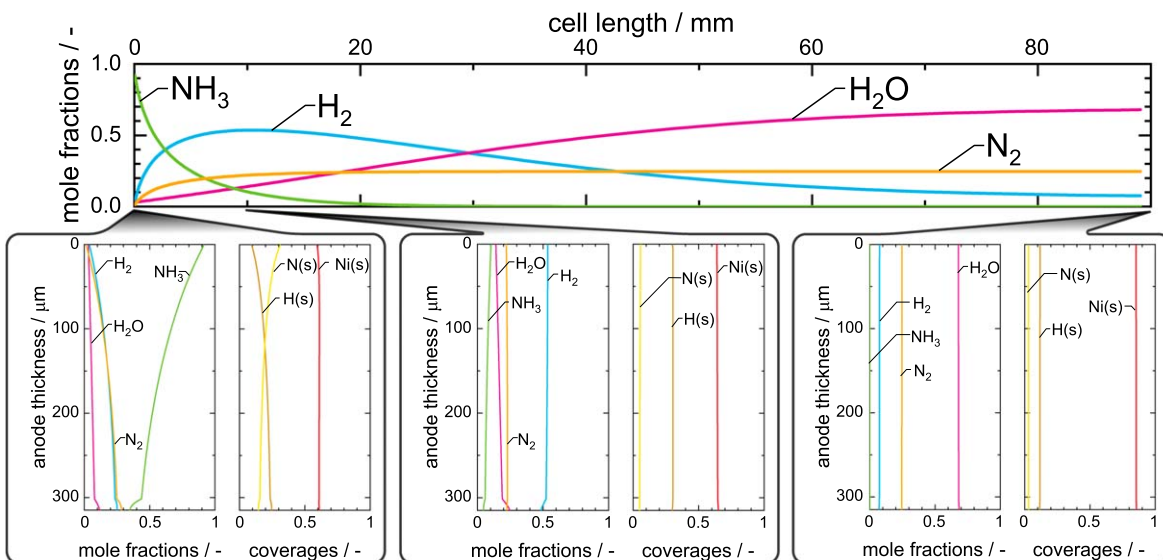 cell length / mm
0 20 40 60 80
mole fractions / -
1.0
0.5
0.0
NH3
H2
H2O
N2
0
100
200
300
anode thickness / μm
H2
NH3
H2O
N2
0 0.5 1
mole fractions / -
N(s)
Ni(s)
H(s)
0 0.5 1
coverages / -
0
100
200
300
anode thickness / μm
H2O
H2
NH3
N2
0 0.5 1
mole fractions / -
N(s)
Ni(s)
H(s)
0 0.5 1
coverages / -
0
100
200
300
anode thickness / μm
H2O
H2
NH3
N2
0 0.5 1
mole fractions / -
N(s)
Ni(s)
H(s)
0 0.5 1
coverages / -